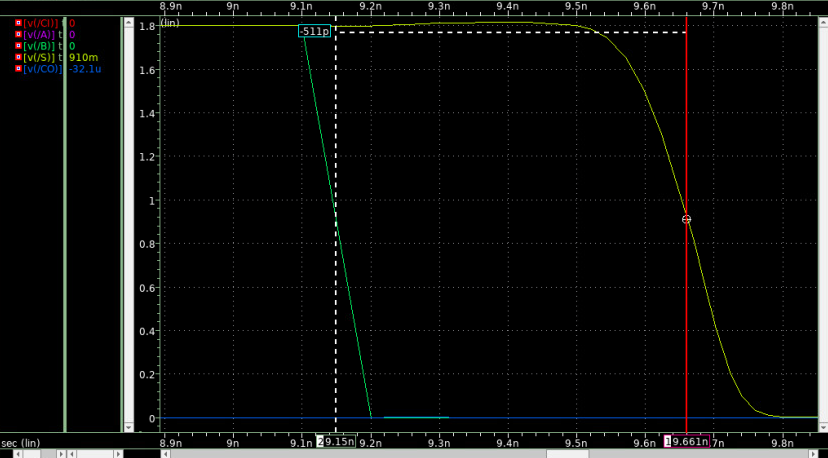 8.9n 9n 9.1n 9.2n 9.3n 9.4n 9.5n 9.6n 9.7n 9.8n
(lin)
[v(/CI)] t 0
[v(/A)] t 0
[v(/B)] t 0
[v(/S)] t 910m
[v(/CO)] -32.1u
-511p
1.8
1.6
1.4
1.2
1
0.8
0.6
0.4
0.2
0
sec (lin)
8.9n 9n 9.1n 2 9.15n 9.2n 9.3n 9.4n 9.5n 9.6n 1 9.661n 9.7n 9.8n